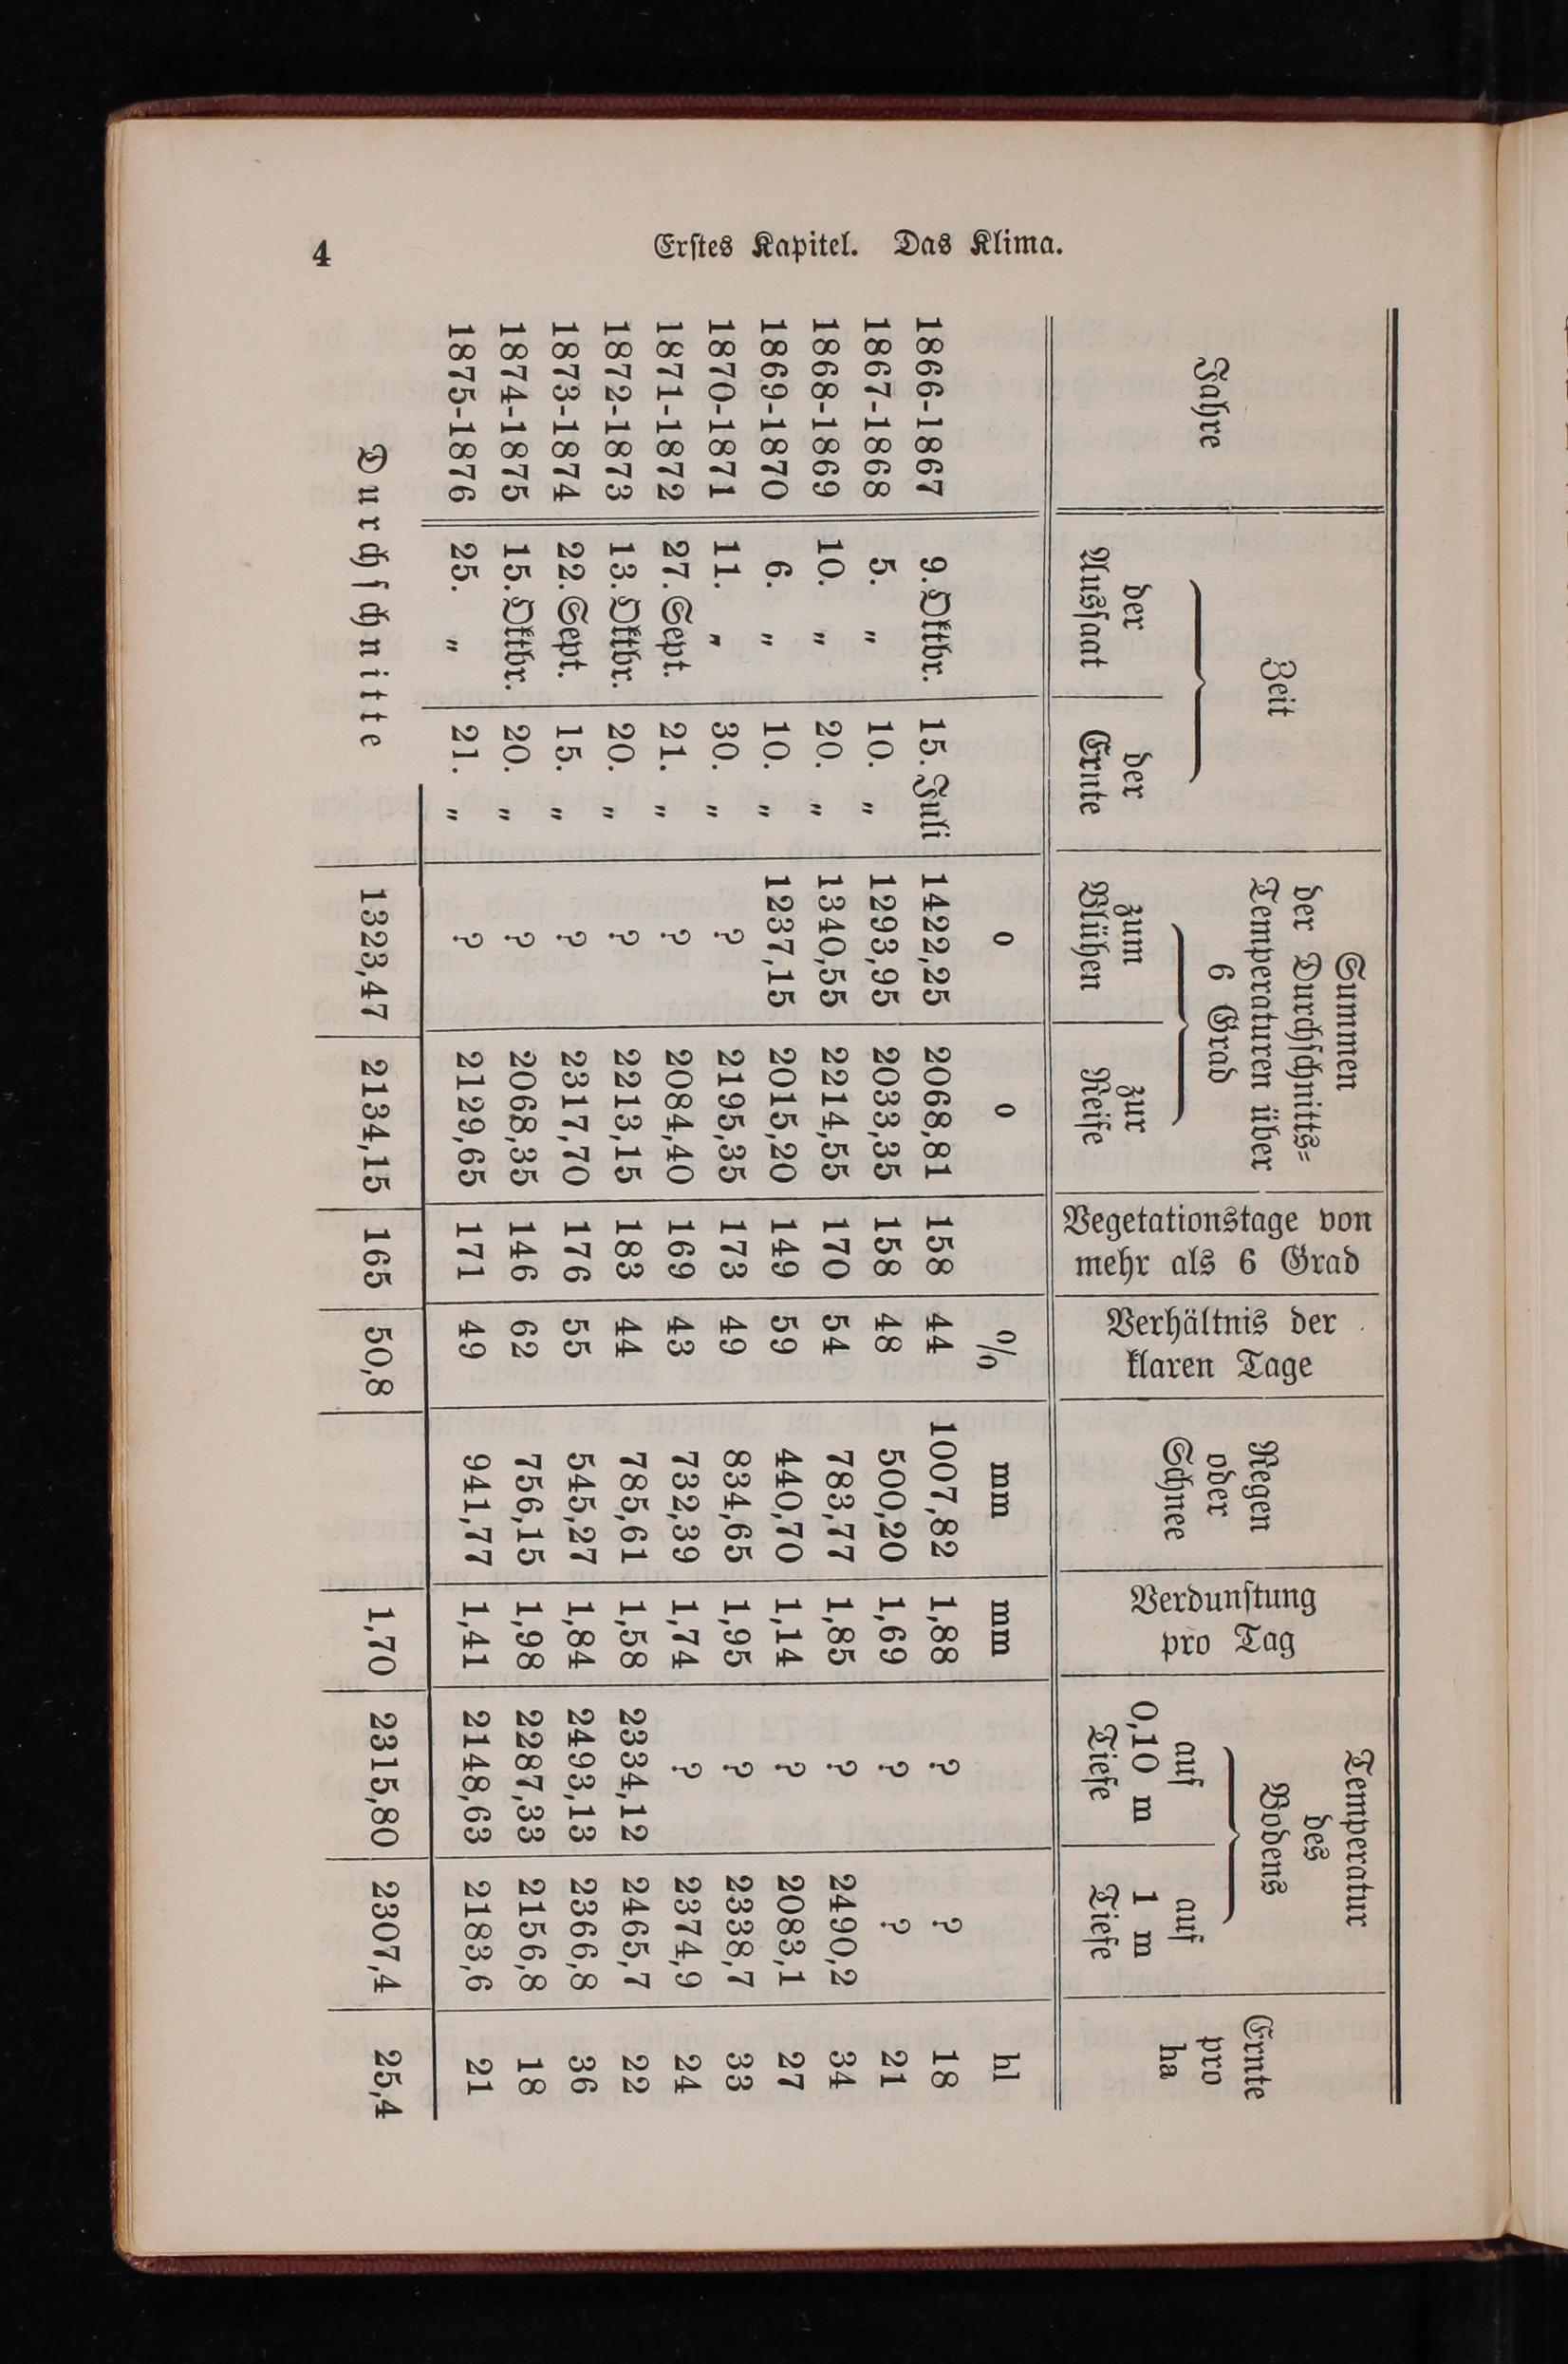 4 Erſtes Kapitel. Das Klima.
Jahre | Zeit | Summen der Durchſchnitts= Temperaturen über 6 Grad | Vegetationstage von mehr als 6 Grad | Verhältnis der klaren Tage | Regen oder Schnee | Verdunſtung pro Tag | Temperatur des Bodens | Ernte pro ha
der Ausſaat | der Ernte | zum Blühen | zur Reife | auf 0,10 m Tiefe | auf 1 m Tiefe
o | o | % | mm | mm | hl
1866-1867 | 9. Oktbr. | 15. Juli | 1422,25 | 2068,81 | 158 | 44 | 1007,82 | 1,88 | ? | ? | 18
1867-1868 | 5. „ | 10. „ | 1293,95 | 2033,35 | 158 | 48 | 500,20 | 1,69 | ? | ? | 21
1868-1869 | 10. „ | 20. „ | 1340,55 | 2214,55 | 170 | 54 | 783,77 | 1,85 | ? | 2490,2 | 34
1869-1870 | 6. „ | 10. „ | 1237,15 | 2015,20 | 149 | 59 | 440,70 | 1,14 | ? | 2083,1 | 27
1870-1871 | 11. „ | 30. „ | ? | 2195,35 | 173 | 49 | 834,65 | 1,95 | ? | 2338,7 | 33
1871-1872 | 27. Sept. | 21. „ | ? | 2084,40 | 169 | 43 | 732,39 | 1,74 | ? | 2374,9 | 24
1872-1873 | 13. Oktbr. | 20. „ | ? | 2213,15 | 183 | 44 | 785,61 | 1,58 | 2334,12 | 2465,7 | 22
1873-1874 | 22. Sept. | 15. „ | ? | 2317,70 | 176 | 55 | 545,27 | 1,84 | 2493,13 | 2366,8 | 36
1874-1875 | 15. Oktbr. | 20. „ | ? | 2068,35 | 146 | 62 | 756,15 | 1,98 | 2287,33 | 2156,8 | 18
1875-1876 | 25. „ | 21. „ | ? | 2129,65 | 171 | 49 | 941,77 | 1,41 | 2148,63 | 2183,6 | 21
Durchſchnitte | 1323,47 | 2134,15 | 165 | 50,8 | | 1,70 | 2315,80 | 2307,4 | 25,4